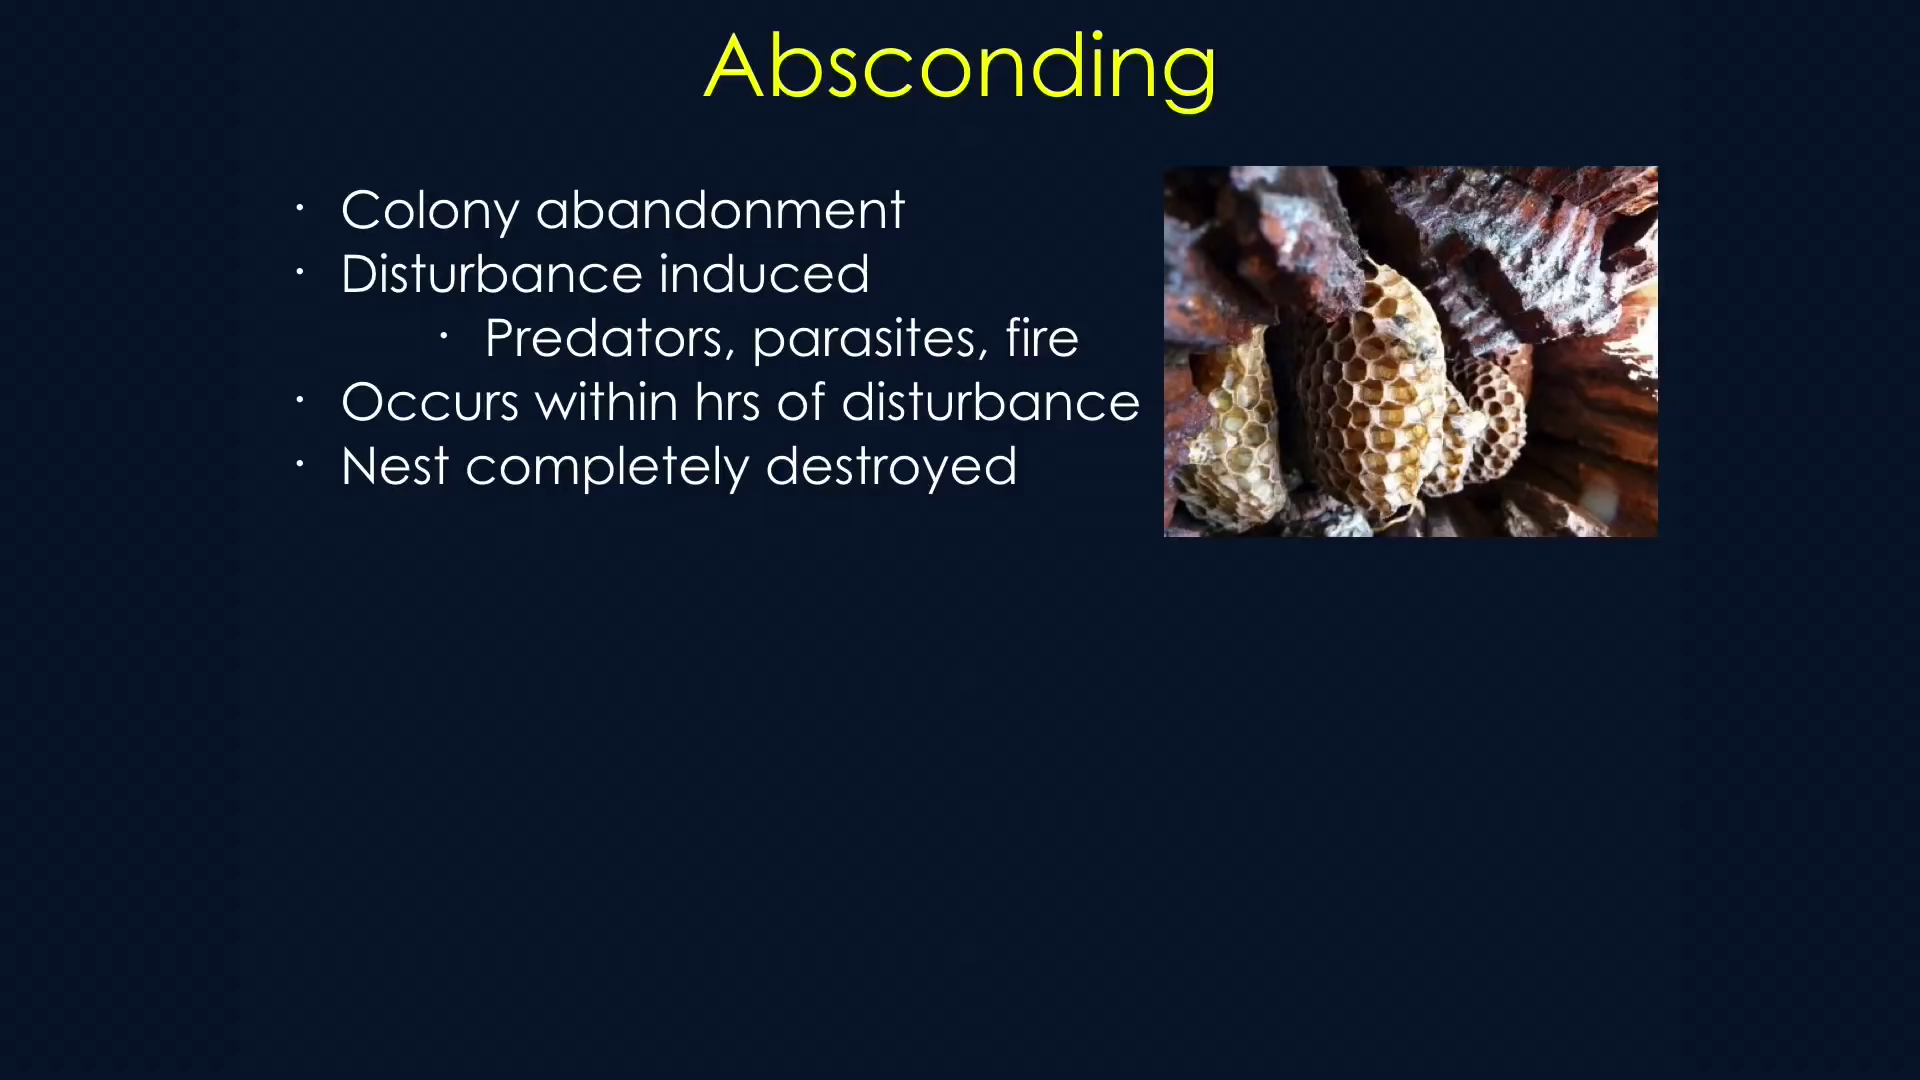 Absconding
· Colony abandonment
· Disturbance induced
· Predators, parasites, fire
· Occurs within hrs of disturbance
· Nest completely destroyed